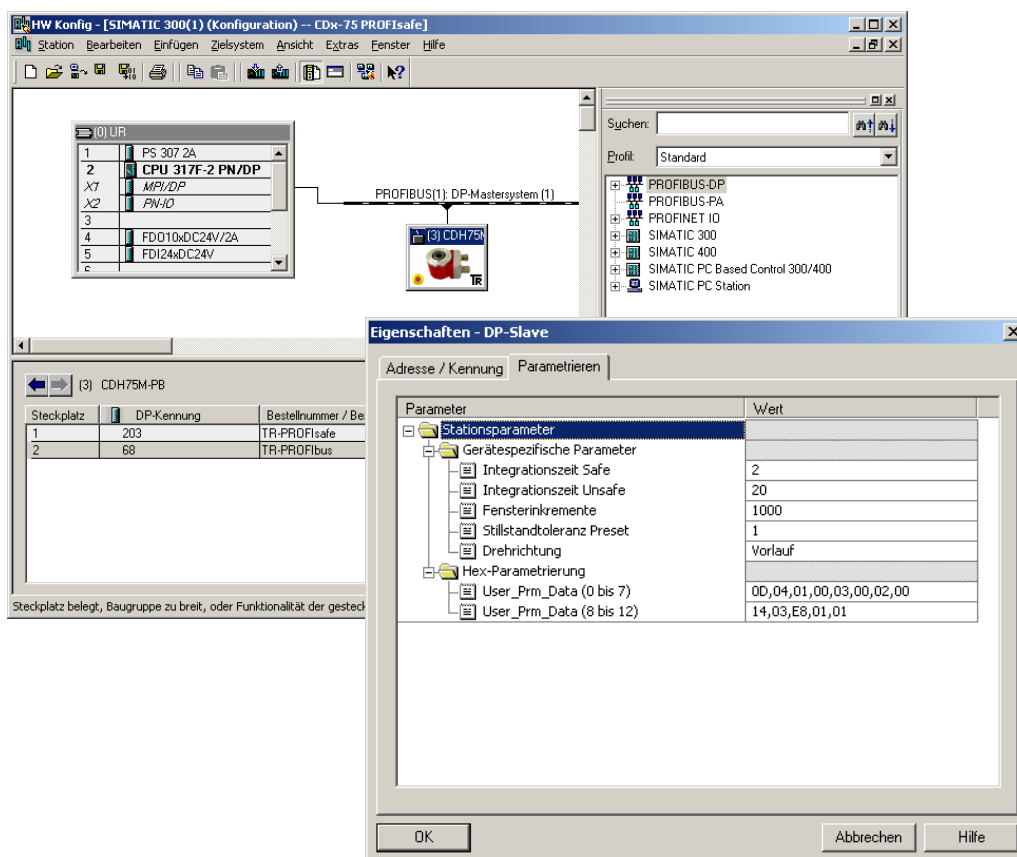 HW Konfig - [SIMATIC 300(1) (Konfiguration) -- CDx-75 PROFIsafe]
Station Bearbeiten Einfügen Zielsystem Ansicht Extras Fenster Hilfe
(0) UR
1 PS 307 2A
2 CPU 317F-2 PN/DP
X1 MPI/DP
X2 PN-IO
3
4 FDO10xDC24V/2A
5 FDI24xDC24V
PROFIBUS(1): DP-Mastersystem (1)
(3) CDH75M
TR
Suchen:
Profil: Standard
PROFIBUS-DP
PROFIBUS-PA
PROFINET IO
SIMATIC 300
SIMATIC 400
SIMATIC PC Based Control 300/400
SIMATIC PC Station
(3) CDH75M-PB
Steckplatz DP-Kennung Bestellnummer / Be
1 203 TR-PROFIsafe
2 68 TR-PROFIbus
Steckplatz belegt, Baugruppe zu breit, oder Funktionalität der gesteck
Eigenschaften - DP-Slave
Adresse / Kennung Parametrieren
Parameter Wert
Stationsparameter
Gerätespezifische Parameter
Integrationszeit Safe 2
Integrationszeit Unsafe 20
Fensterinkremente 1000
Stillstandtoleranz Preset 1
Drehrichtung Vorlauf
Hex-Parametrierung
User_Prm_Data (0 bis 7) 0D,04,01,00,03,00,02,00
User_Prm_Data (8 bis 12) 14,03,E8,01,01
OK Abbrechen Hilfe